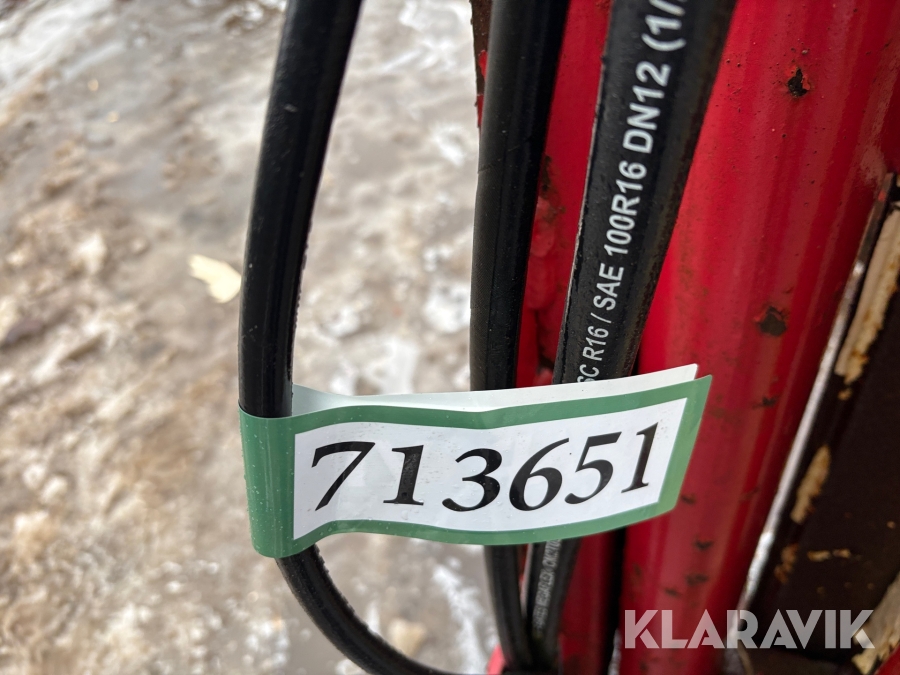 SC R16 / SAE 100R16 DN12 (1/
713651
KLARAVIK